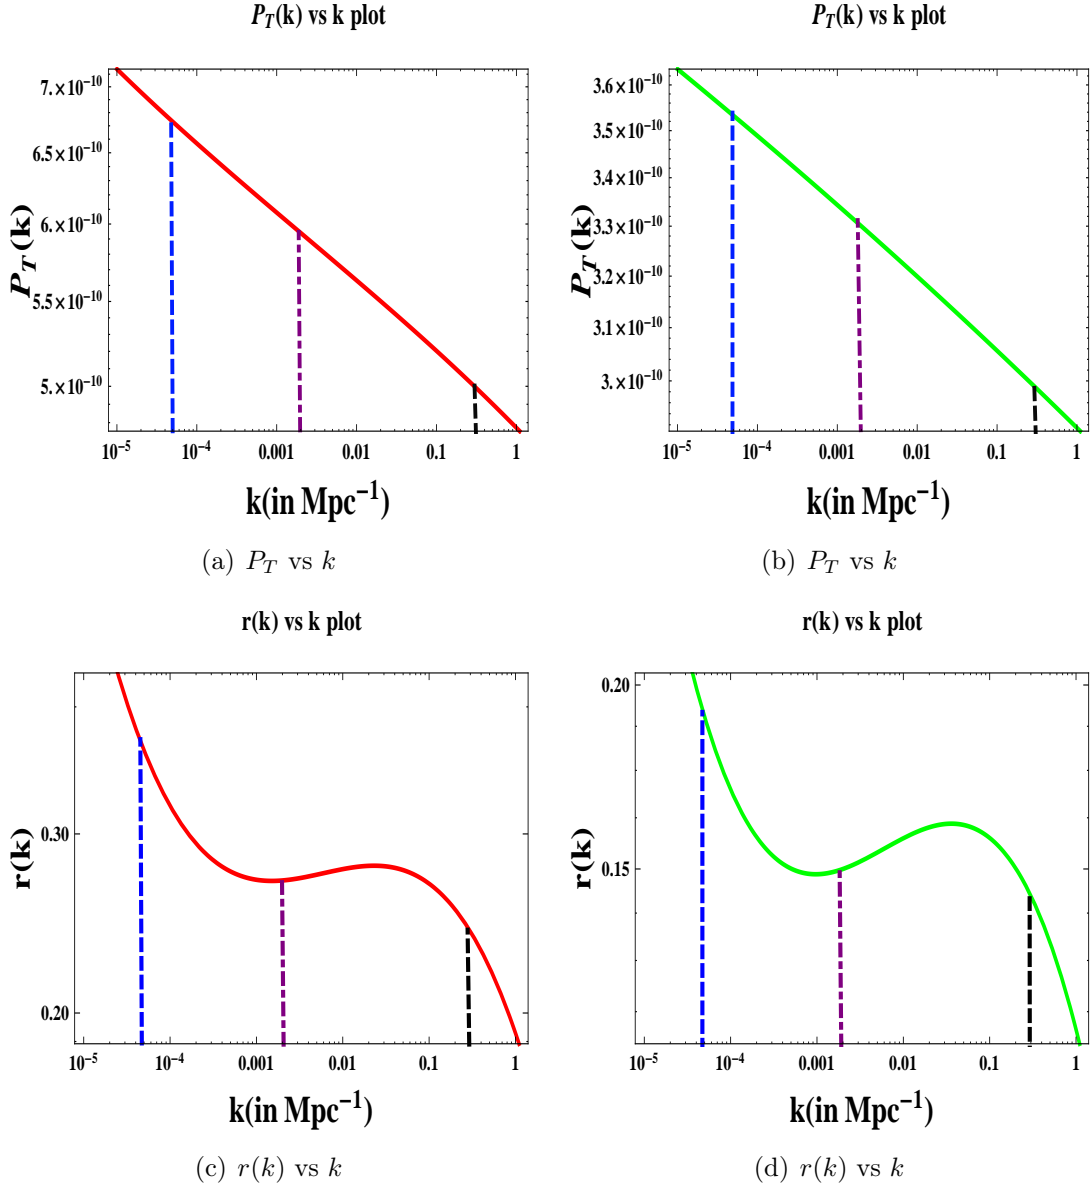 P_T(k) vs k plot
P_T(k)
7.×10⁻¹⁰
6.5×10⁻¹⁰
6.×10⁻¹⁰
5.5×10⁻¹⁰
5.×10⁻¹⁰
10⁻⁵ 10⁻⁴ 0.001 0.01 0.1 1
k(in Mpc⁻¹)
(a) P_T vs k
P_T(k) vs k plot
P_T(k)
3.6×10⁻¹⁰
3.5×10⁻¹⁰
3.4×10⁻¹⁰
3.3×10⁻¹⁰
3.2×10⁻¹⁰
3.1×10⁻¹⁰
3.×10⁻¹⁰
10⁻⁵ 10⁻⁴ 0.001 0.01 0.1 1
k(in Mpc⁻¹)
(b) P_T vs k
r(k) vs k plot
r(k)
0.30
0.20
10⁻⁵ 10⁻⁴ 0.001 0.01 0.1 1
k(in Mpc⁻¹)
(c) r(k) vs k
r(k) vs k plot
r(k)
0.20
0.15
10⁻⁵ 10⁻⁴ 0.001 0.01 0.1 1
k(in Mpc⁻¹)
(d) r(k) vs k